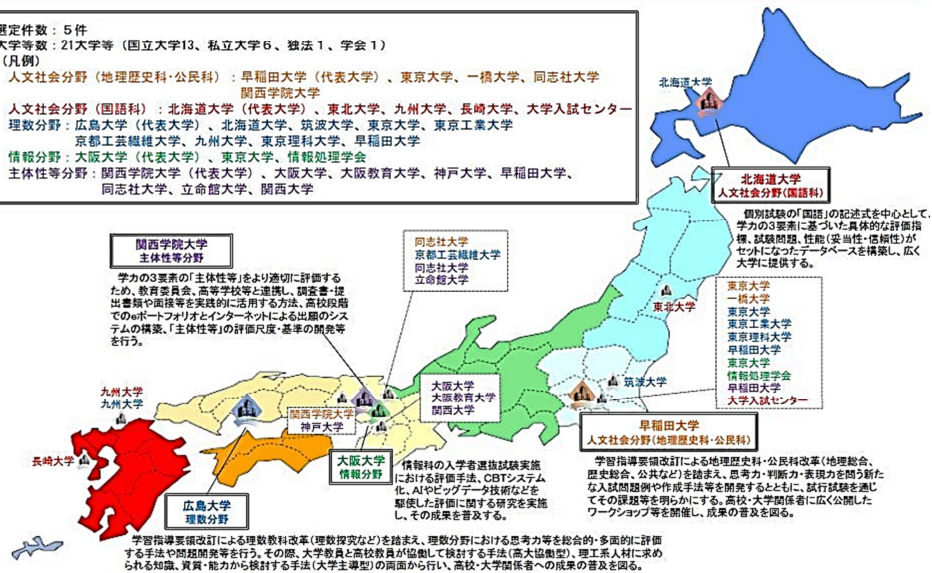 選定件数：５件
大学等数：21大学等（国立大学13、私立大学６、独法１、学会１）
（凡例）
人文社会分野（地理歴史科・公民科）：早稲田大学（代表大学）、東京大学、一橋大学、同志社大学
関西学院大学
人文社会分野（国語科）：北海道大学（代表大学）、東北大学、九州大学、長崎大学、大学入試センター
理数分野：広島大学（代表大学）、北海道大学、筑波大学、東京大学、東京工業大学
京都工芸繊維大学、九州大学、東京理科大学、早稲田大学
情報分野：大阪大学（代表大学）、東京大学、情報処理学会
主体性等分野：関西学院大学（代表大学）、大阪大学、大阪教育大学、神戸大学、早稲田大学、
同志社大学、立命館大学、関西大学
北海道大学
北海道大学
人文社会分野（国語科）
個別試験の「国語」の記述式を中心として、
学力の３要素に基づいた具体的な評価指
標、試験問題、性能（妥当性・信頼性）が
セットになったデータベースを構築し、広く
大学に提供する。
関西学院大学
主体性等分野
学力の３要素の「主体性等」をより適切に評価する
ため、教育委員会、高等学校等と連携し、調査書・提
出書類や面接等を実践的に活用する方法、高校段階
でのeポートフォリオとインターネットによる出願のシス
テムの構築、「主体性等」の評価尺度・基準の開発等
を行う。
同志社大学
京都工芸繊維大学
同志社大学
立命館大学
東北大学
東京大学
一橋大学
東京大学
東京工業大学
東京理科大学
早稲田大学
東京大学
情報処理学会
早稲田大学
大学入試センター
筑波大学
九州大学
九州大学
長崎大学
関西学院大学
神戸大学
大阪大学
大阪教育大学
関西大学
早稲田大学
人文社会分野（地理歴史科・公民科）
学習指導要領改訂による地理歴史科・公民科改革（地理総合、
歴史総合、公共など）を踏まえ、思考力・判断力・表現力を問う新た
な入試問題例や作成手法等を開発するとともに、試行試験を通じ
てその課題等を明らかにする。高校・大学関係者に広く公開した
ワークショップ等を開催し、成果の普及を図る。
大阪大学
情報分野
情報科の入学者選抜試験実施
における評価手法、CBTシステム
化、AIやビッグデータ技術などを
駆使した評価に関する研究を実施
し、その成果を普及する。
広島大学
理数分野
学習指導要領改訂による理数教科改革（理数探究など）を踏まえ、理数分野における思考力等を総合的・多面的に評価
する手法や問題開発等を行う。その際、大学教員と高校教員が協働して検討する手法（高大協働型）、理工系人材に求め
られる知識、資質・能力から検討する手法（大学主導型）の両面から行い、高校・大学関係者への成果の普及を図る。